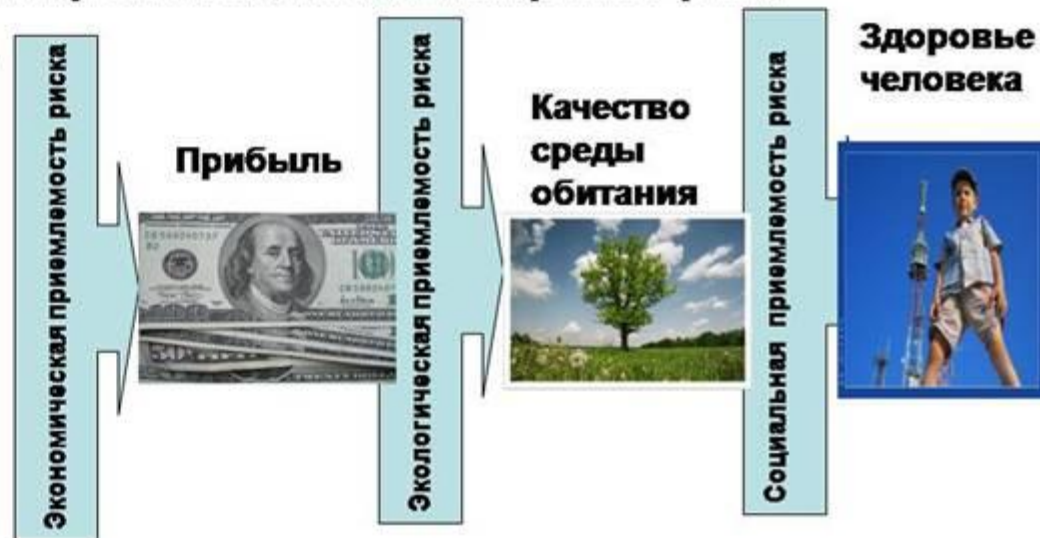 Экономическая приемлемость риска
Прибыль
Экологическая приемлемость риска
Качество
среды
обитания
Социальная приемлемость риска
Здоровье
человека